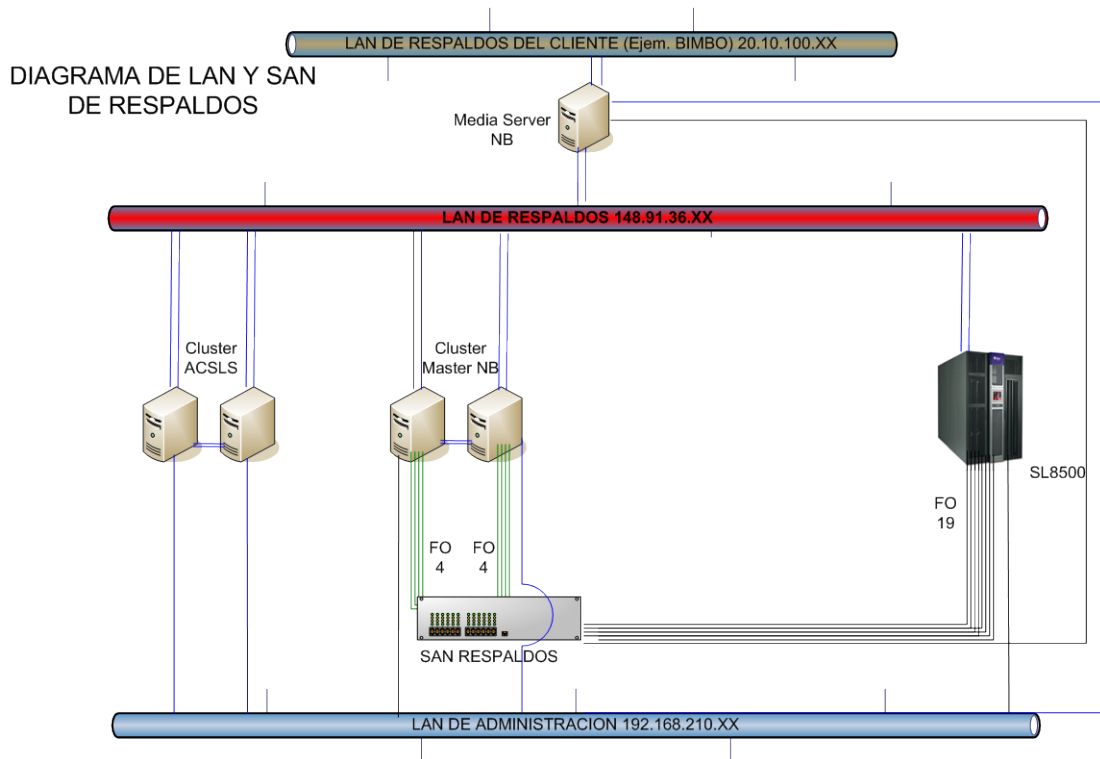 LAN DE RESPALDOS DEL CLIENTE (Ejem. BIMBO) 20.10.100.XX
DIAGRAMA DE LAN Y SAN
DE RESPALDOS
Media Server
NB
LAN DE RESPALDOS 148.91.36.XX
Cluster
ACSLS
Cluster
Master NB
SL8500
FO
19
FO
4
FO
4
SAN RESPALDOS
LAN DE ADMINISTRACION 192.168.210.XX